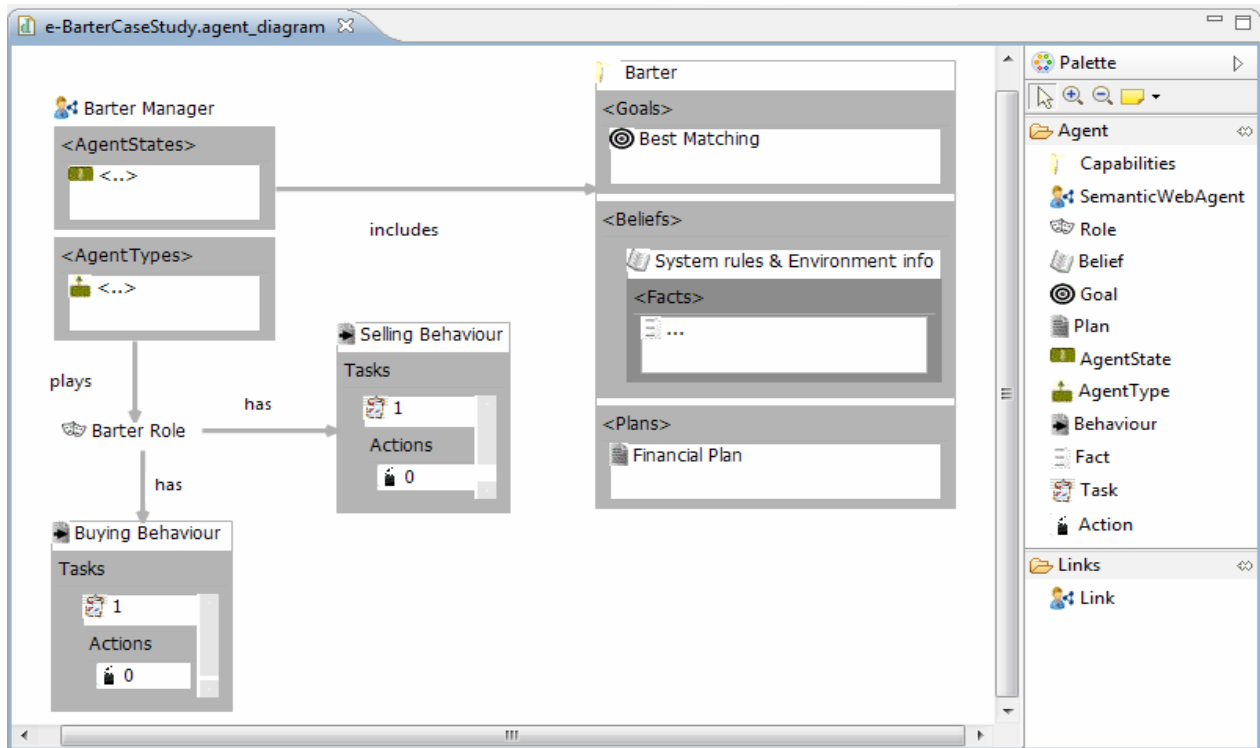 e-BarterCaseStudy.agent_diagram
Barter Manager
<AgentStates>
<..>
<AgentTypes>
<..>
includes
Barter
<Goals>
Best Matching
<Beliefs>
System rules & Environment info
<Facts>
...
<Plans>
Financial Plan
plays
Barter Role
has
Selling Behaviour
Tasks
1
Actions
0
has
Buying Behaviour
Tasks
1
Actions
0
Palette
Agent
Capabilities
SemanticWebAgent
Role
Belief
Goal
Plan
AgentState
AgentType
Behaviour
Fact
Task
Action
Links
Link